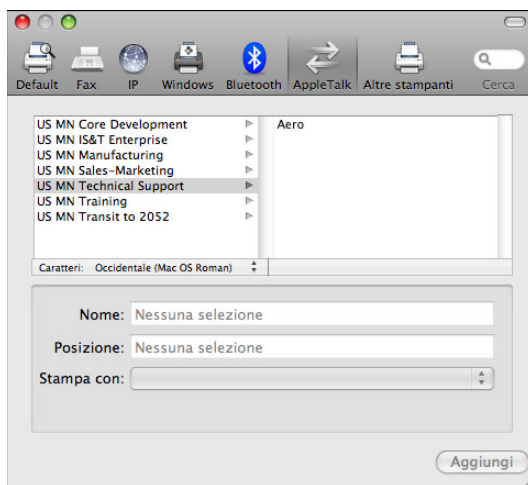 Default Fax IP Windows Bluetooth AppleTalk Altre stampanti Cerca
US MN Core Development
Aero
US MN IS&T Enterprise
US MN Manufacturing
US MN Sales-Marketing
US MN Technical Support
US MN Training
US MN Transit to 2052
Caratteri: Occidentale (Mac OS Roman)
Nome: Nessuna selezione
Posizione: Nessuna selezione
Stampa con:
Aggiungi